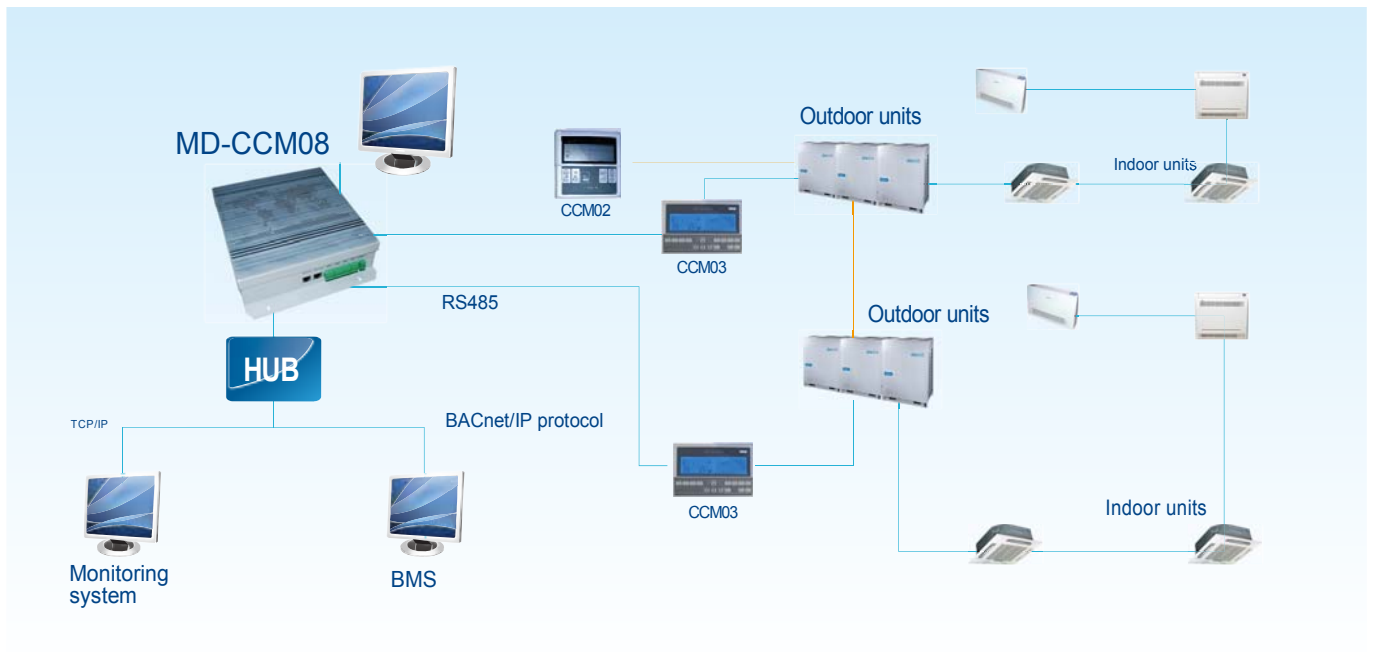 MD-CCM08
Outdoor units
CCM02
Indoor units
CCM03
RS485
Outdoor units
HUB
TCP/IP
BACnet/IP protocol
CCM03
Monitoring
system
BMS
Indoor units